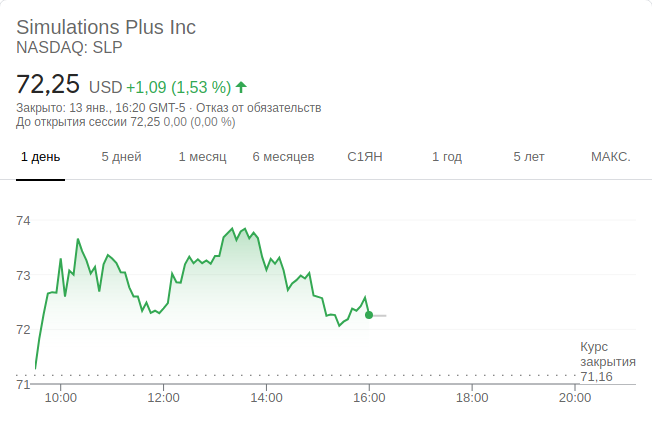 Simulations Plus Inc
NASDAQ: SLP
72,25 USD +1,09 (1,53 %)
Закрыто: 13 янв., 16:20 GMT-5 · Отказ от обязательств
До открытия сессии 72,25 0,00 (0,00 %)
1 день 5 дней 1 месяц 6 месяцев С1ЯН 1 год 5 лет МАКС.
74
73
72
Курс
закрытия
71,16
71
10:00 12:00 14:00 16:00 18:00 20:00